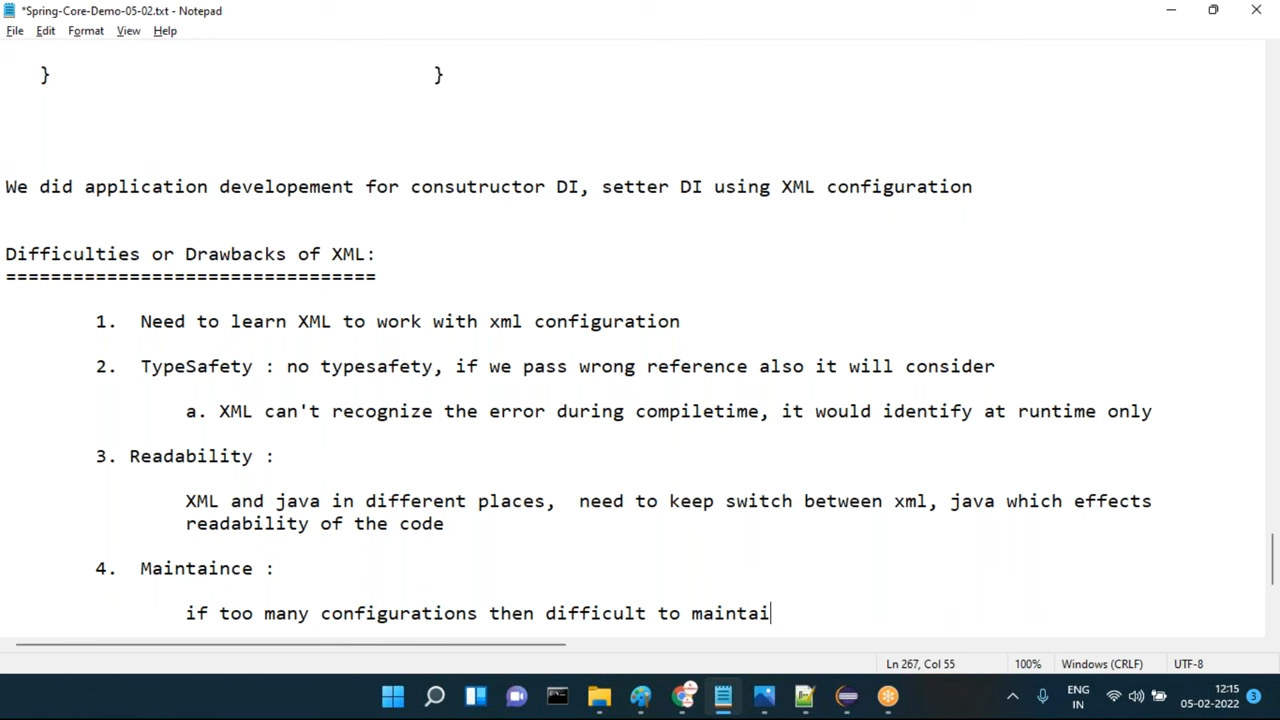 *Spring-Core-Demo-05-02.txt - Notepad
File Edit Format View Help
} }
We did application developement for consutructor DI, setter DI using XML configuration
Difficulties or Drawbacks of XML:
=================================
1. Need to learn XML to work with xml configuration
2. TypeSafety : no typesafety, if we pass wrong reference also it will consider
a. XML can't recognize the error during compiletime, it would identify at runtime only
3. Readability :
XML and java in different places, need to keep switch between xml, java which effects
readability of the code
4. Maintaince :
if too many configurations then difficult to maintai
Ln 267, Col 55 100% Windows (CRLF) UTF-8
ENG 12:15
IN 05-02-2022 3